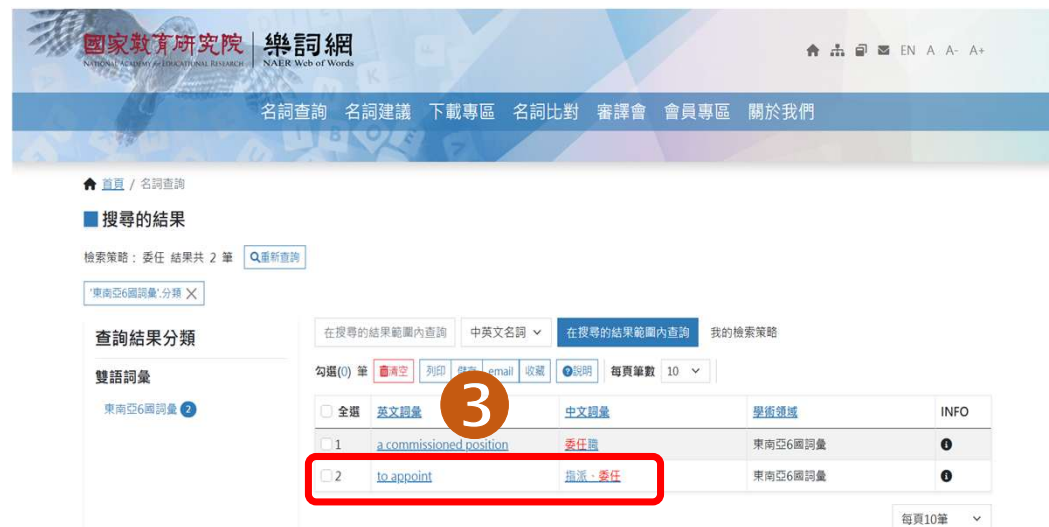 國家教育研究院 樂詞網
NATIONAL ACADEMY for EDUCATIONAL RESEARCH NAER Web of Words
EN A A- A+
名詞查詢 名詞建議 下載專區 名詞比對 審譯會 會員專區 關於我們
首頁 / 名詞查詢
搜尋的結果
檢索策略： 委任 結果共 2 筆 重新查詢
'東南亞6國詞彙'.分類
查詢結果分類
雙語詞彙
東南亞6國詞彙 2
在搜尋的結果範圍內查詢 中英文名詞 在搜尋的結果範圍內查詢 我的檢索策略
勾選(0) 筆 清空 列印 email 收藏 說明 每頁筆數 10
3
全選 英文詞彙 中文詞彙 學術領域 INFO
1 a commissioned position 委任職 東南亞6國詞彙
2 to appoint 指派、委任 東南亞6國詞彙
每頁10筆